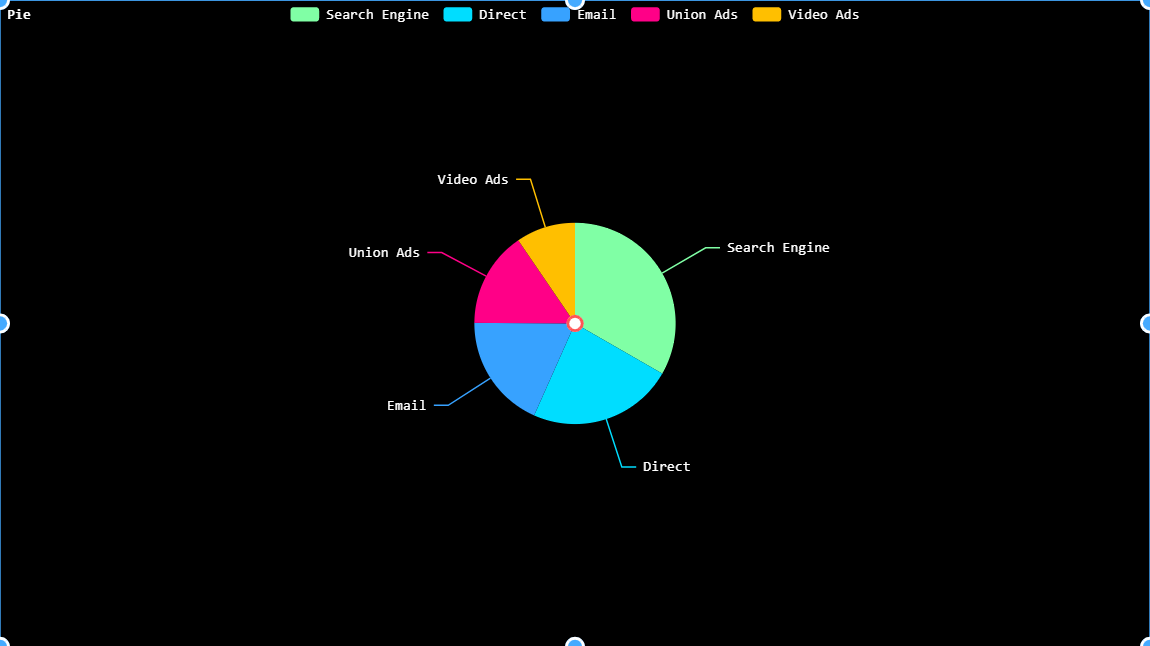 Pie
Search Engine Direct Email Union Ads Video Ads
Video Ads
Search Engine
Union Ads
Email
Direct